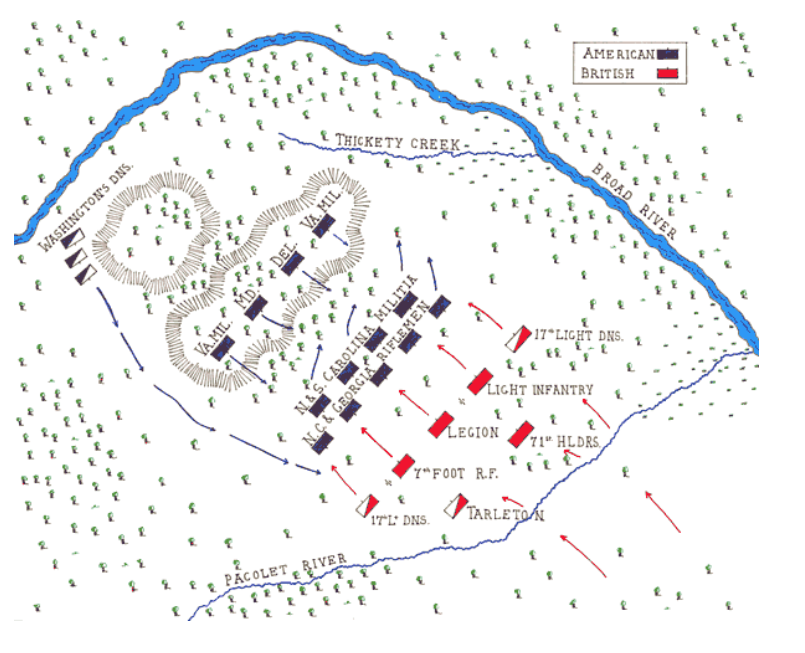 AMERICAN
BRITISH
THICKETY CREEK
BROAD RIVER
WASHINGTON'S DNS.
VA. MIL.
DEL.
MD.
VA. MIL.
N.& S. CAROLINA MILITIA
N.C.& GEORGIA RIFLEMEN
17th LIGHT DNS.
LIGHT INFANTRY
LEGION
71st HLDRS.
7th FOOT R.F.
17th Lt DNS.
TARLETON
PACOLET RIVER